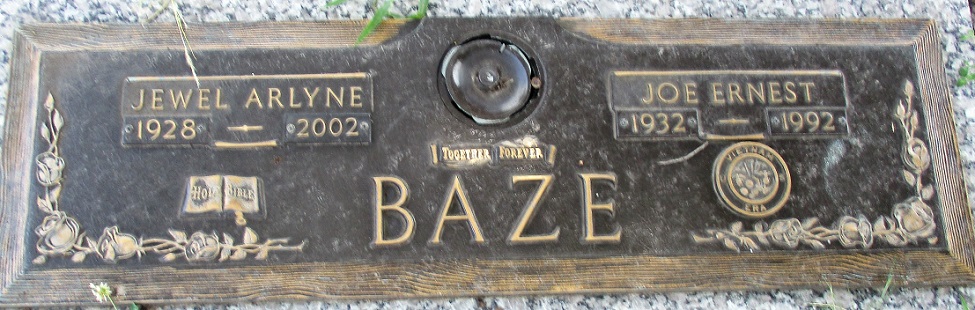 JEWEL ARLYNE
1928 2002
HOLY BIBLE
TOGETHER FOREVER
BAZE
JOE ERNEST
1932 1992
VIETNAM
ERA